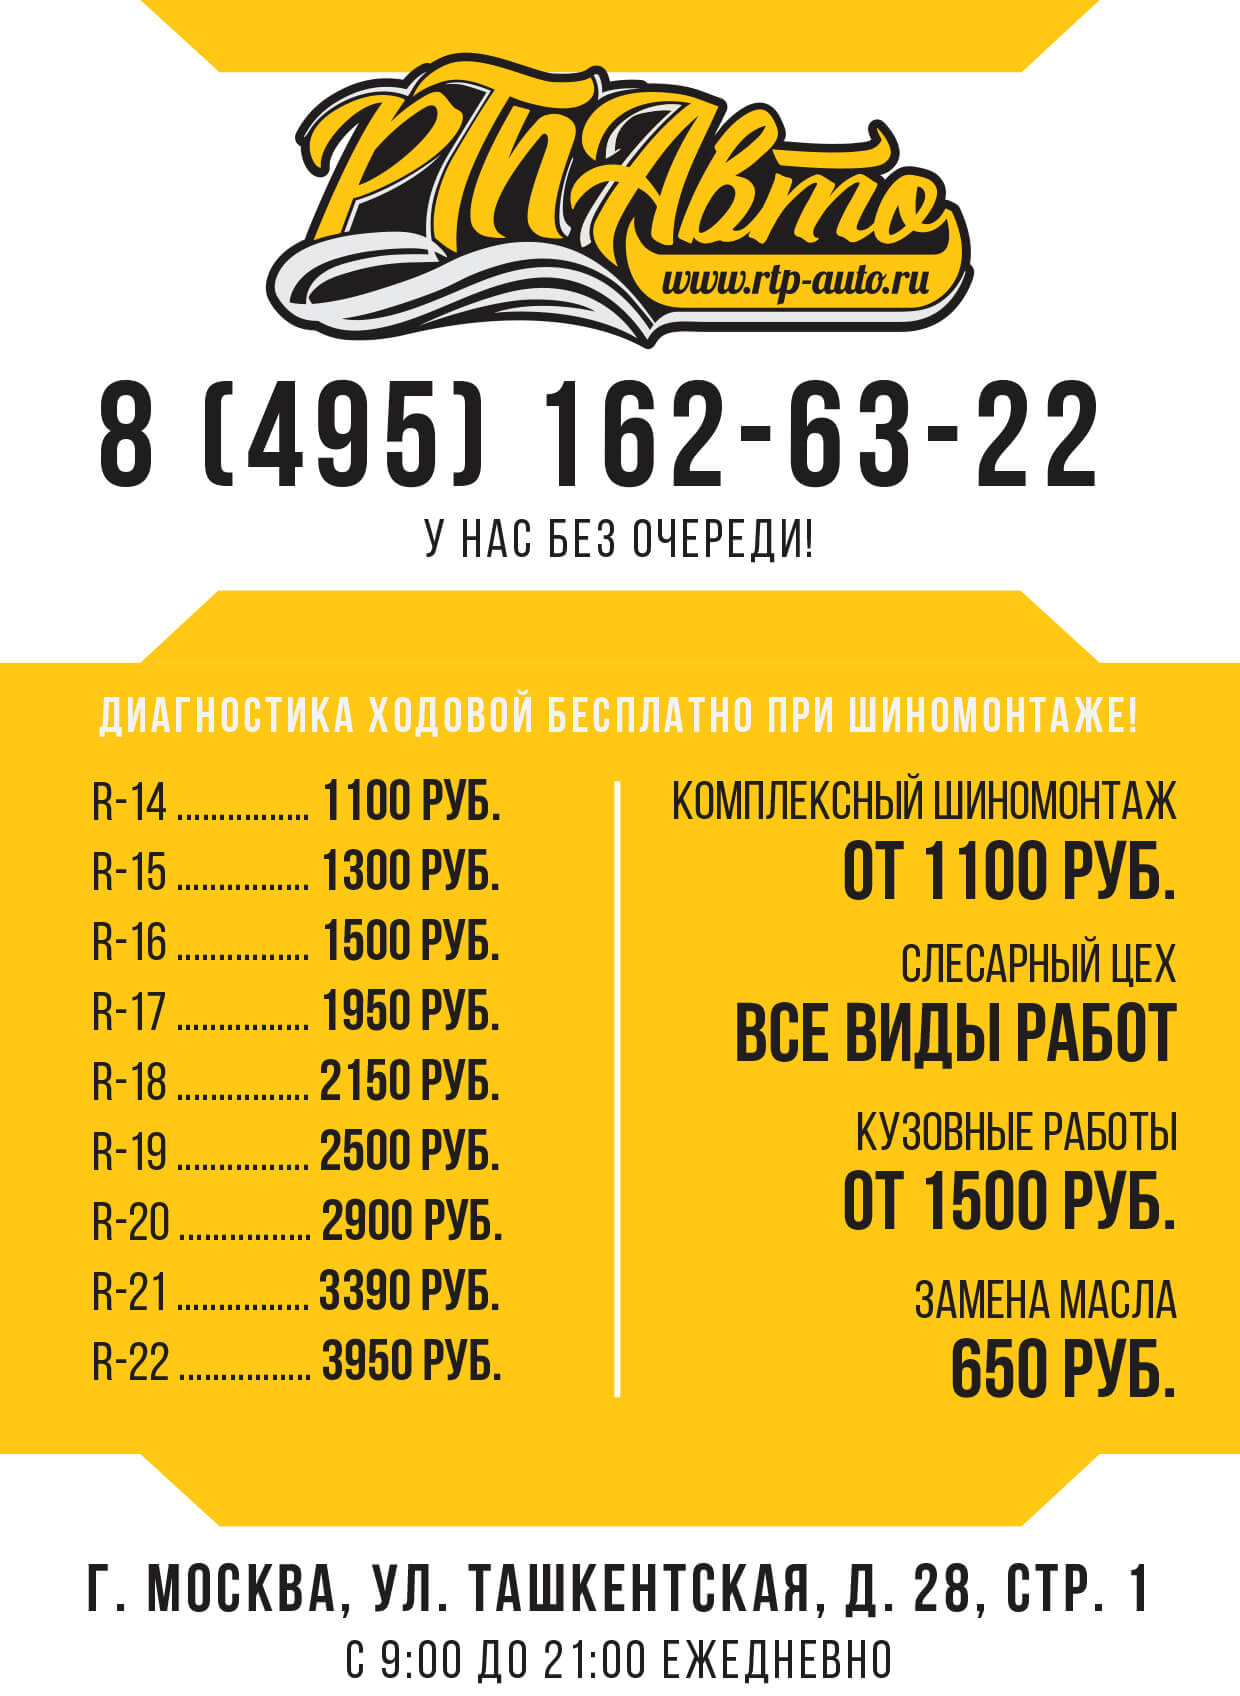 РТП Авто
www.rtp-auto.ru
8 (495) 162-63-22
У НАС БЕЗ ОЧЕРЕДИ!
ДИАГНОСТИКА ХОДОВОЙ БЕСПЛАТНО ПРИ ШИНОМОНТАЖЕ!
R-14 ................ 1100 РУБ.
R-15 ................ 1300 РУБ.
R-16 ................ 1500 РУБ.
R-17 ................ 1950 РУБ.
R-18 ................ 2150 РУБ.
R-19 ................ 2500 РУБ.
R-20 ................ 2900 РУБ.
R-21 ................ 3390 РУБ.
R-22 ................ 3950 РУБ.
КОМПЛЕКСНЫЙ ШИНОМОНТАЖ
ОТ 1100 РУБ.
СЛЕСАРНЫЙ ЦЕХ
ВСЕ ВИДЫ РАБОТ
КУЗОВНЫЕ РАБОТЫ
ОТ 1500 РУБ.
ЗАМЕНА МАСЛА
650 РУБ.
Г. МОСКВА, УЛ. ТАШКЕНТСКАЯ, Д. 28, СТР. 1
С 9:00 ДО 21:00 ЕЖЕДНЕВНО